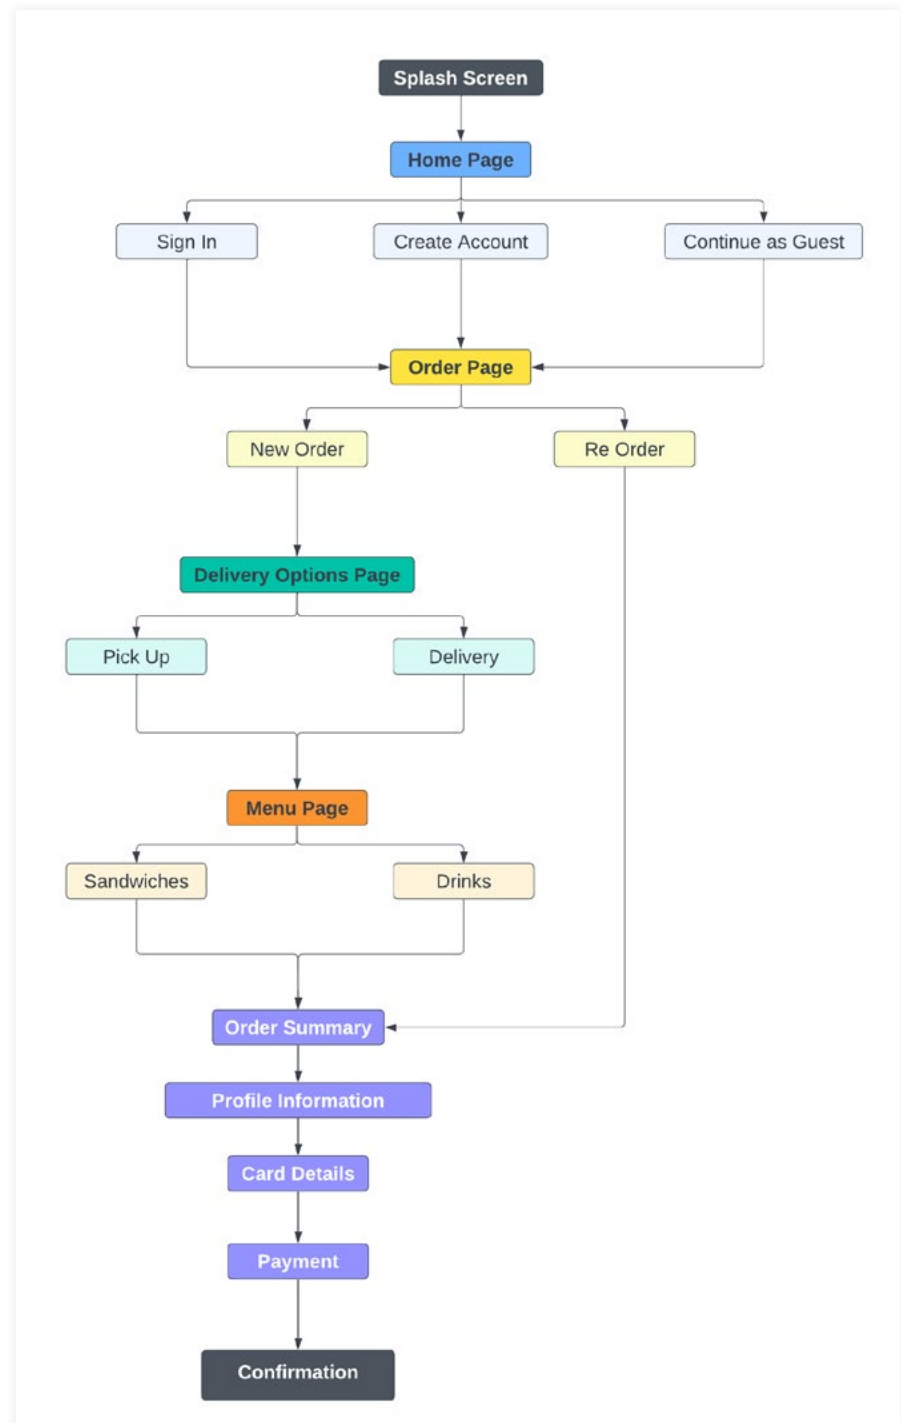 Splash Screen
Home Page
Sign In
Create Account
Continue as Guest
Order Page
New Order
Re Order
Delivery Options Page
Pick Up
Delivery
Menu Page
Sandwiches
Drinks
Order Summary
Profile Information
Card Details
Payment
Confirmation